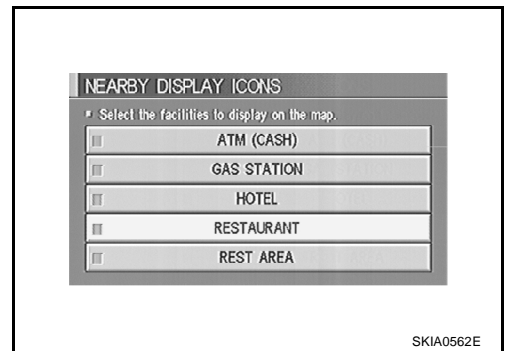 NEARBY DISPLAY ICONS
Select the facilities to display on the map.
ATM (CASH)
GAS STATION
HOTEL
RESTAURANT
REST AREA
SKIA0562E